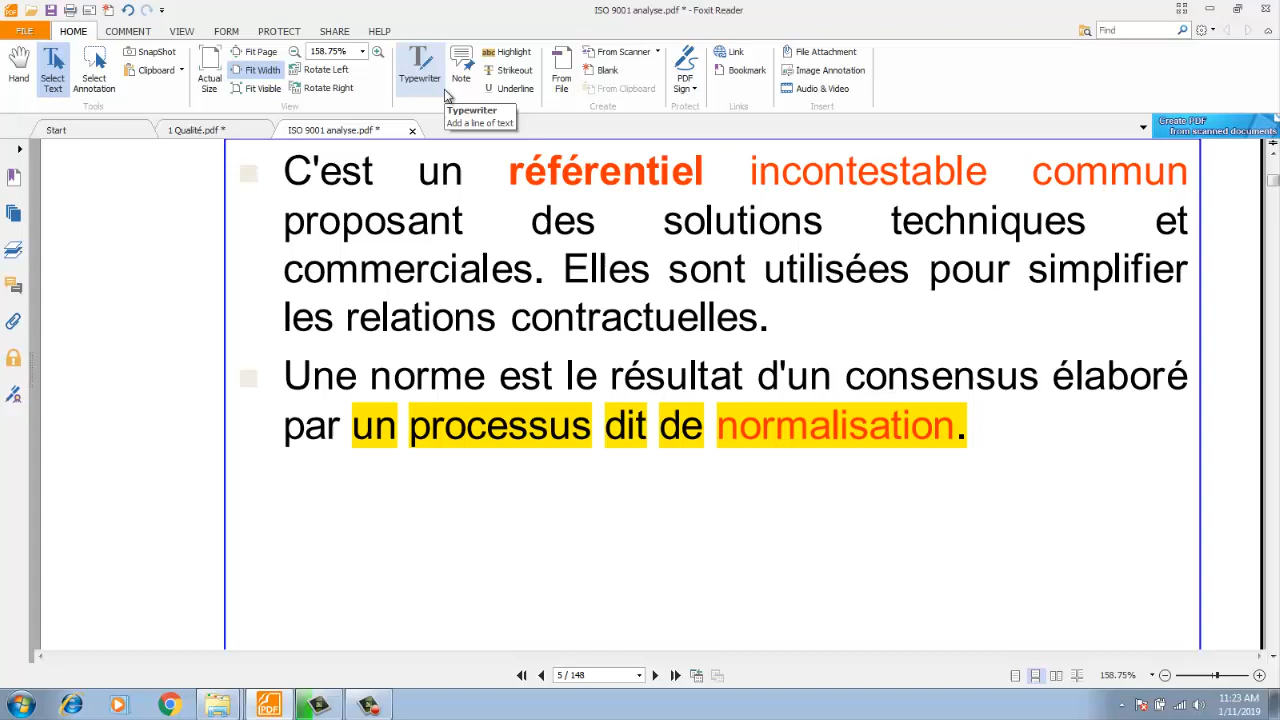 ISO 9001 analyse.pdf * - Foxit Reader
FILE HOME COMMENT VIEW FORM PROTECT SHARE HELP
Find
Hand
Select Text
Select Annotation
SnapShot
Clipboard
Tools
Actual Size
Fit Page
Fit Width
Fit Visible
158.75%
Rotate Left
Rotate Right
View
Typewriter
Note
Highlight
Strikeout
Underline
From File
From Scanner
Blank
From Clipboard
Create
PDF Sign
Protect
Link
Bookmark
Links
File Attachment
Image Annotation
Audio & Video
Insert
Typewriter
Add a line of text
Start
1 Qualité.pdf *
ISO 9001 analyse.pdf *
Create PDF
from scanned documents
C'est un référentiel incontestable commun
proposant des solutions techniques et
commerciales. Elles sont utilisées pour simplifier
les relations contractuelles.
Une norme est le résultat d'un consensus élaboré
par un processus dit de normalisation.
5 / 148
158.75%
11:23 AM
1/11/2019